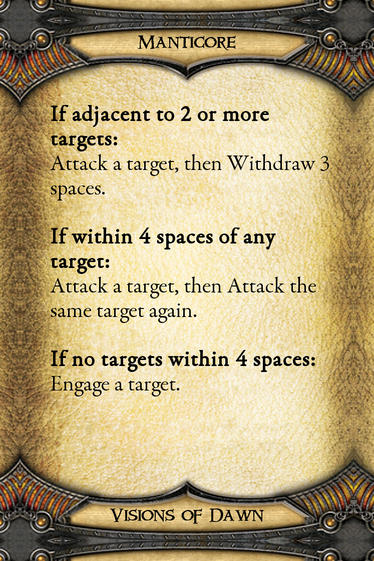 Manticore
If adjacent to 2 or more
targets:
Attack a target, then Withdraw 3
spaces.
If within 4 spaces of any
target:
Attack a target, then Attack the
same target again.
If no targets within 4 spaces:
Engage a target.
Visions of Dawn